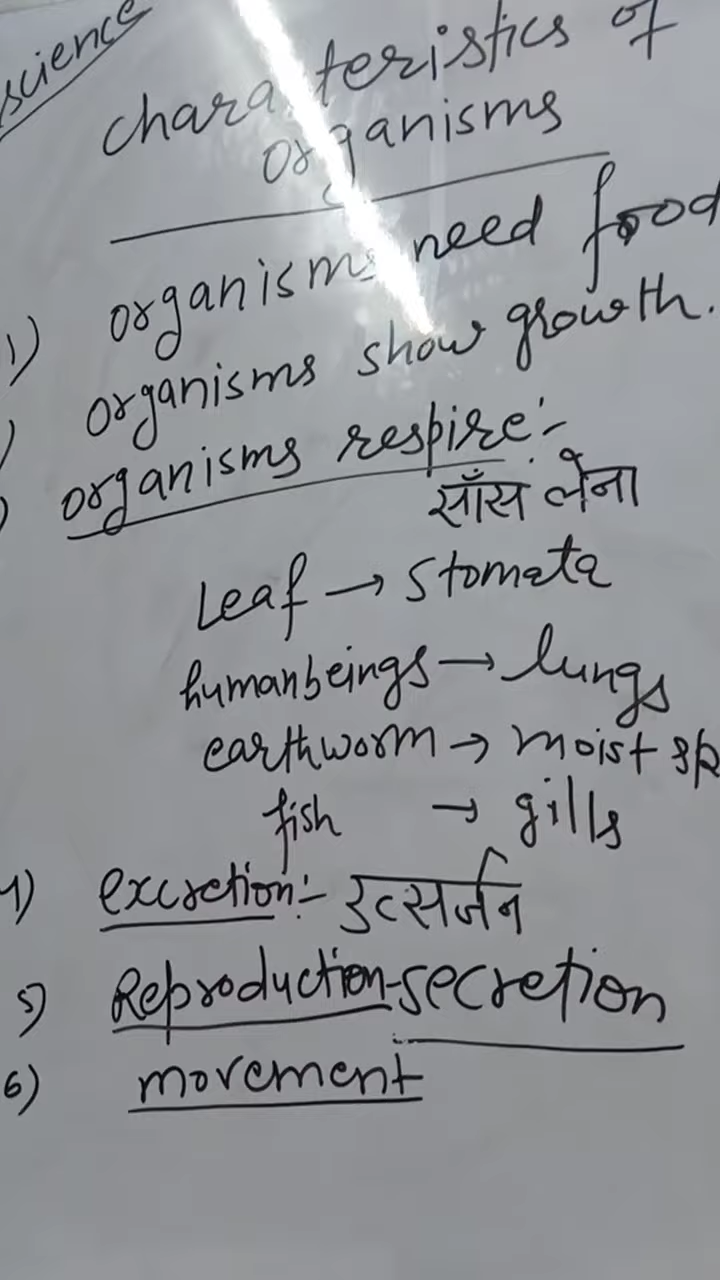 science
characteristics of
organisms
1) organisms need food
) organisms show growth.
) organisms respire:-
साँस लेना
Leaf → stomata
humanbeings → lungs
earthworm → moist
fish → gills
4) excretion:- उत्सर्जन
5) Reproduction-secretion
6) movement